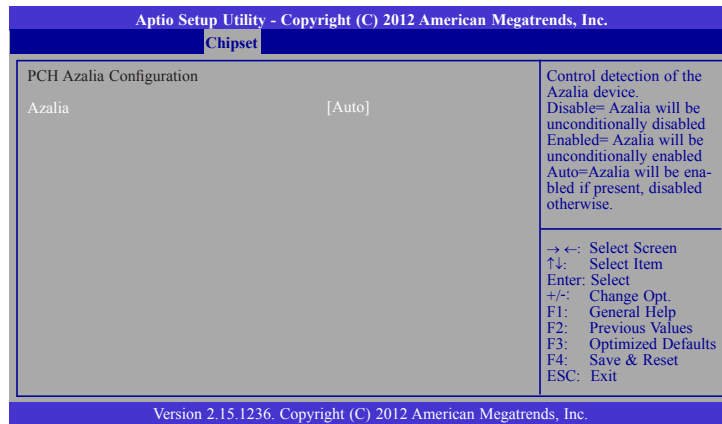 Aptio Setup Utility - Copyright (C) 2012 American Megatrends, Inc.
Chipset
PCH Azalia Configuration
Azalia [Auto]
Control detection of the
Azalia device.
Disable= Azalia will be
unconditionally disabled
Enabled= Azalia will be
unconditionally enabled
Auto=Azalia will be ena-
bled if present, disabled
otherwise.
→ ←: Select Screen
↑↓: Select Item
Enter: Select
+/-: Change Opt.
F1: General Help
F2: Previous Values
F3: Optimized Defaults
F4: Save & Reset
ESC: Exit
Version 2.15.1236. Copyright (C) 2012 American Megatrends, Inc.